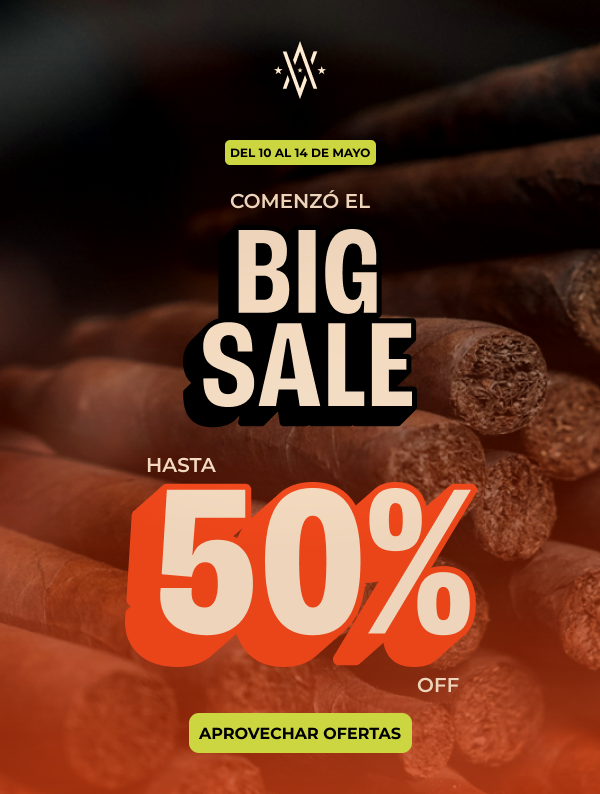 DEL 10 AL 14 DE MAYO
COMENZÓ EL
BIG
SALE
HASTA
50%
OFF
APROVECHAR OFERTAS